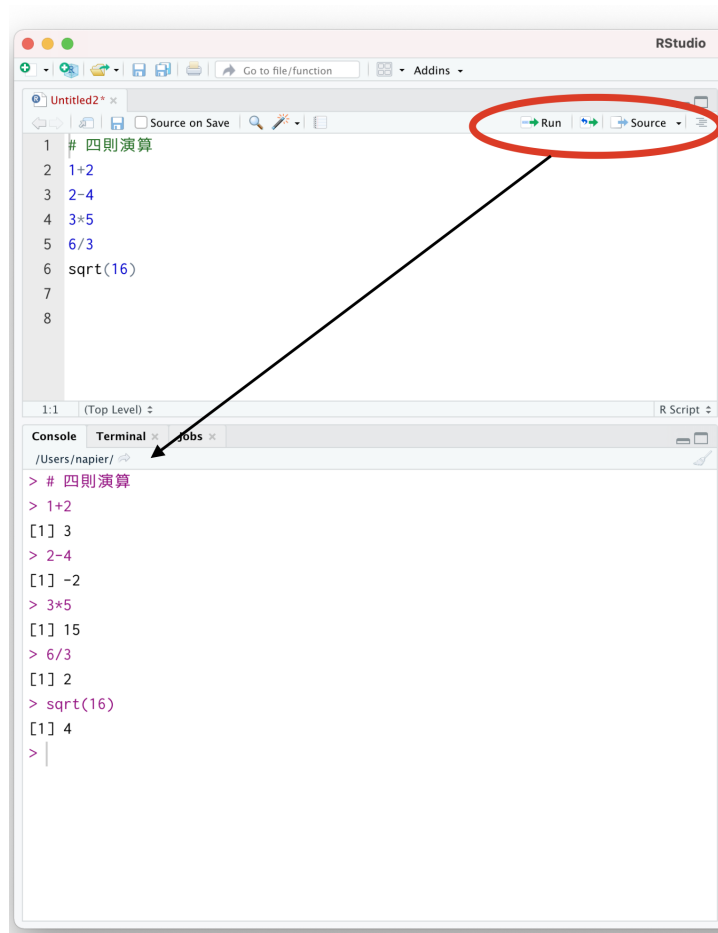 RStudio
Go to file/function
Addins
Untitled2*
Source on Save
Run
Source
1 # 四則演算
2 1+2
3 2-4
4 3*5
5 6/3
6 sqrt(16)
7
8
1:1 (Top Level)
R Script
Console Terminal Jobs
/Users/napier/
> # 四則演算
> 1+2
[1] 3
> 2-4
[1] -2
> 3*5
[1] 15
> 6/3
[1] 2
> sqrt(16)
[1] 4
>